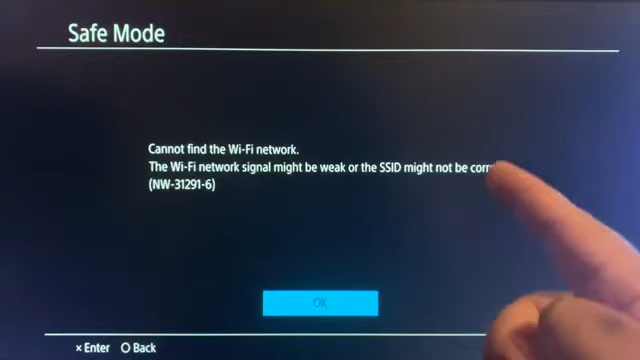 Safe Mode
Cannot find the Wi-Fi network.
The Wi-Fi network signal might be weak or the SSID might not be
(NW-31291-6)
OK
× Enter O Back